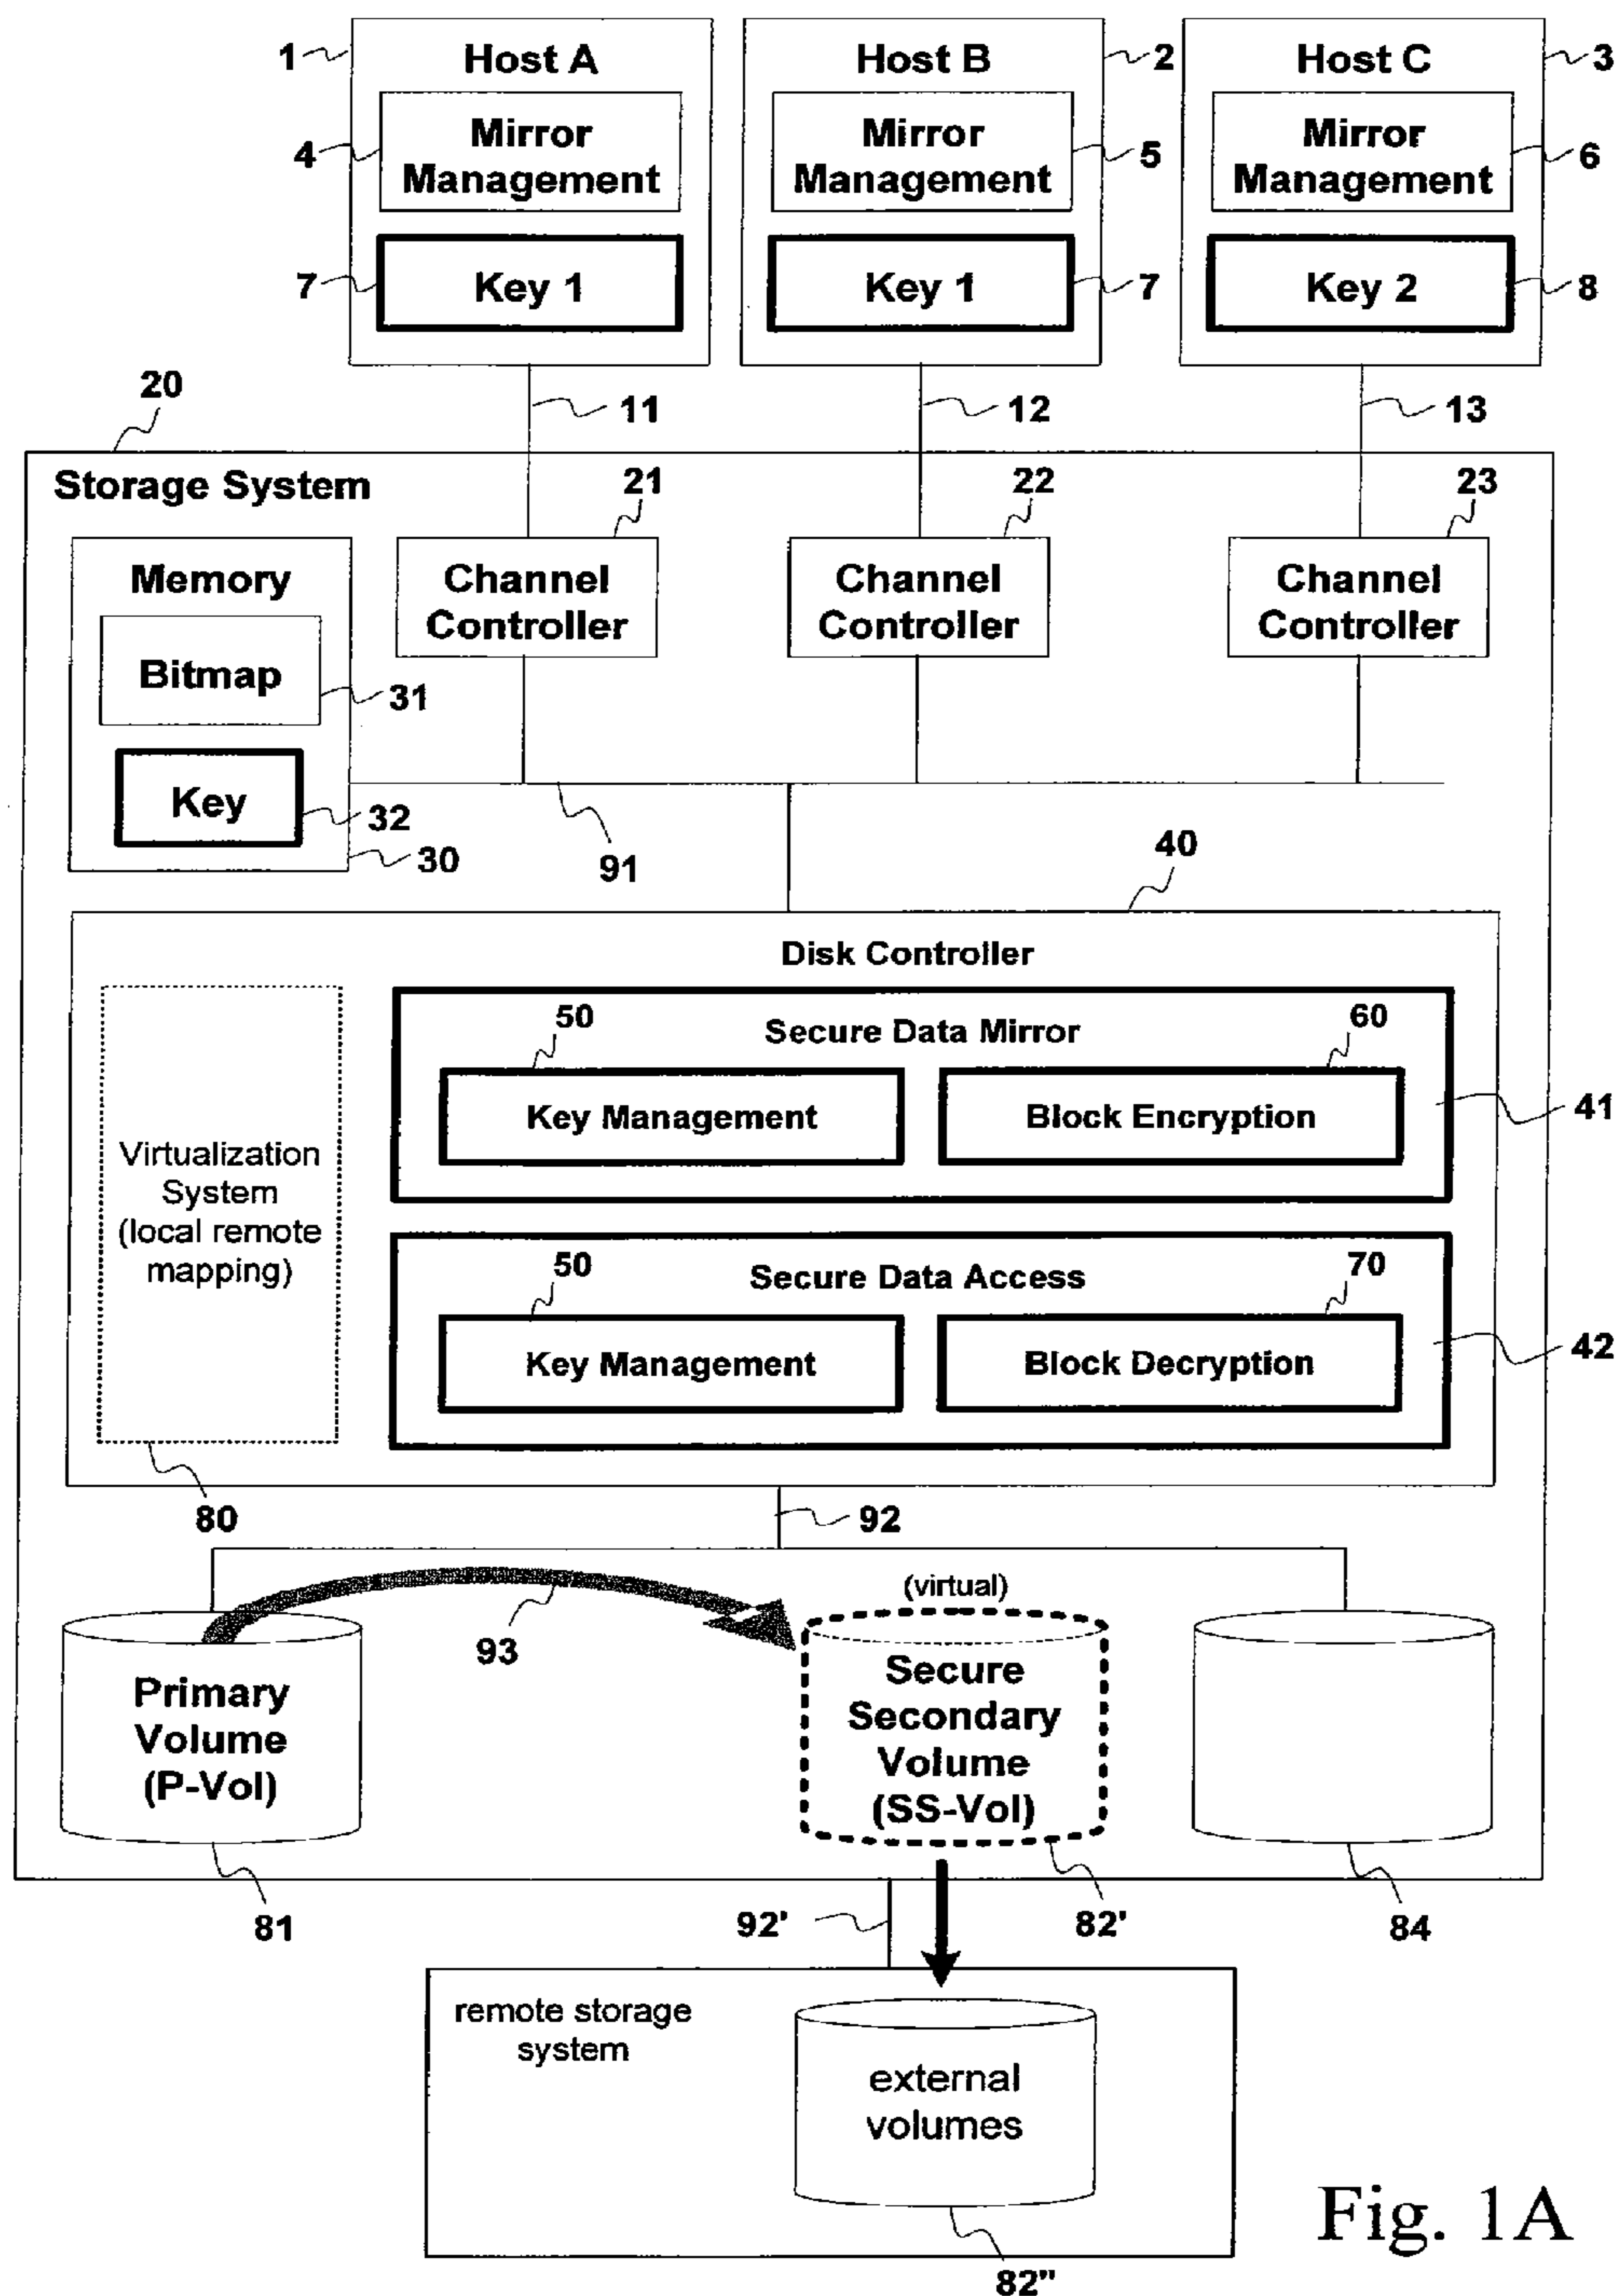 1 Host A Host B 2 Host C 3
4 Mirror Management Mirror Management 5 Mirror Management 6
7 Key 1 Key 1 7 Key 2 8
20 11 12 13
Storage System 21 22 23
Memory Channel Controller Channel Controller Channel Controller
Bitmap 31
Key 32
30 91 40
Disk Controller
50 Secure Data Mirror 60
Key Management Block Encryption 41
Virtualization
System
(local remote
mapping)
50 Secure Data Access 70
Key Management Block Decryption 42
80 92
(virtual)
93
Primary
Volume
(P-Vol)
Secure
Secondary
Volume
(SS-Vol)
81 92' 82' 84
remote storage
system
external
volumes
82"
Fig. 1A